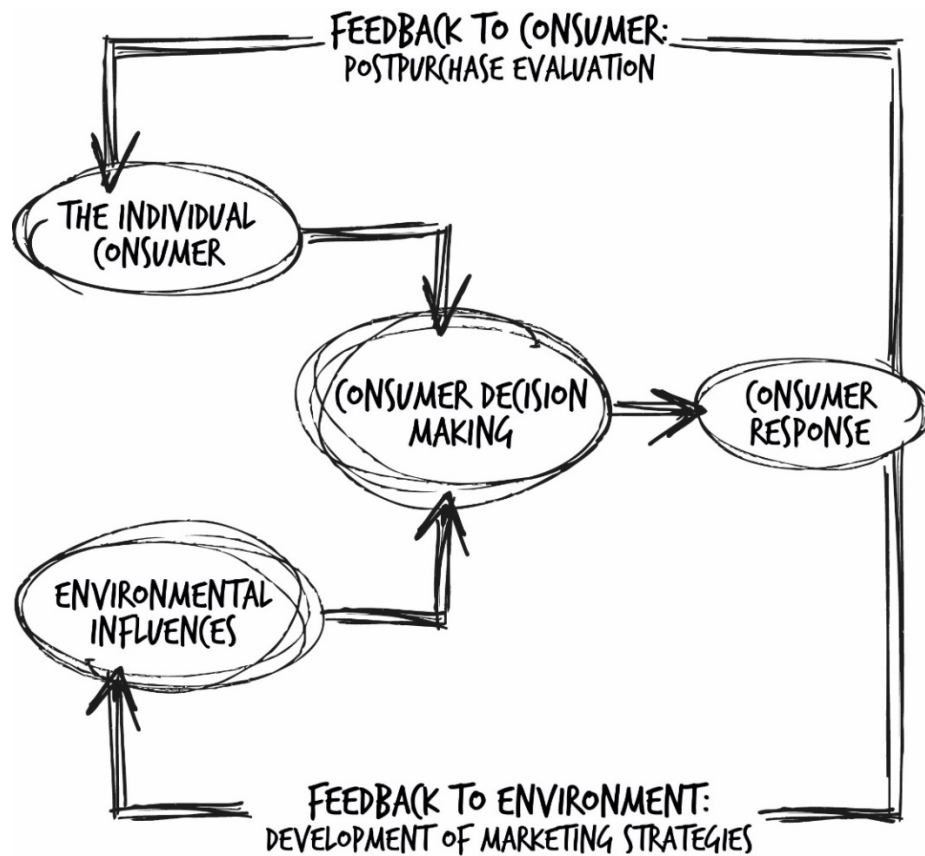 FEEDBACK TO CONSUMER:
POSTPURCHASE EVALUATION
THE INDIVIDUAL
CONSUMER
CONSUMER DECISION
MAKING
CONSUMER
RESPONSE
ENVIRONMENTAL
INFLUENCES
FEEDBACK TO ENVIRONMENT:
DEVELOPMENT OF MARKETING STRATEGIES